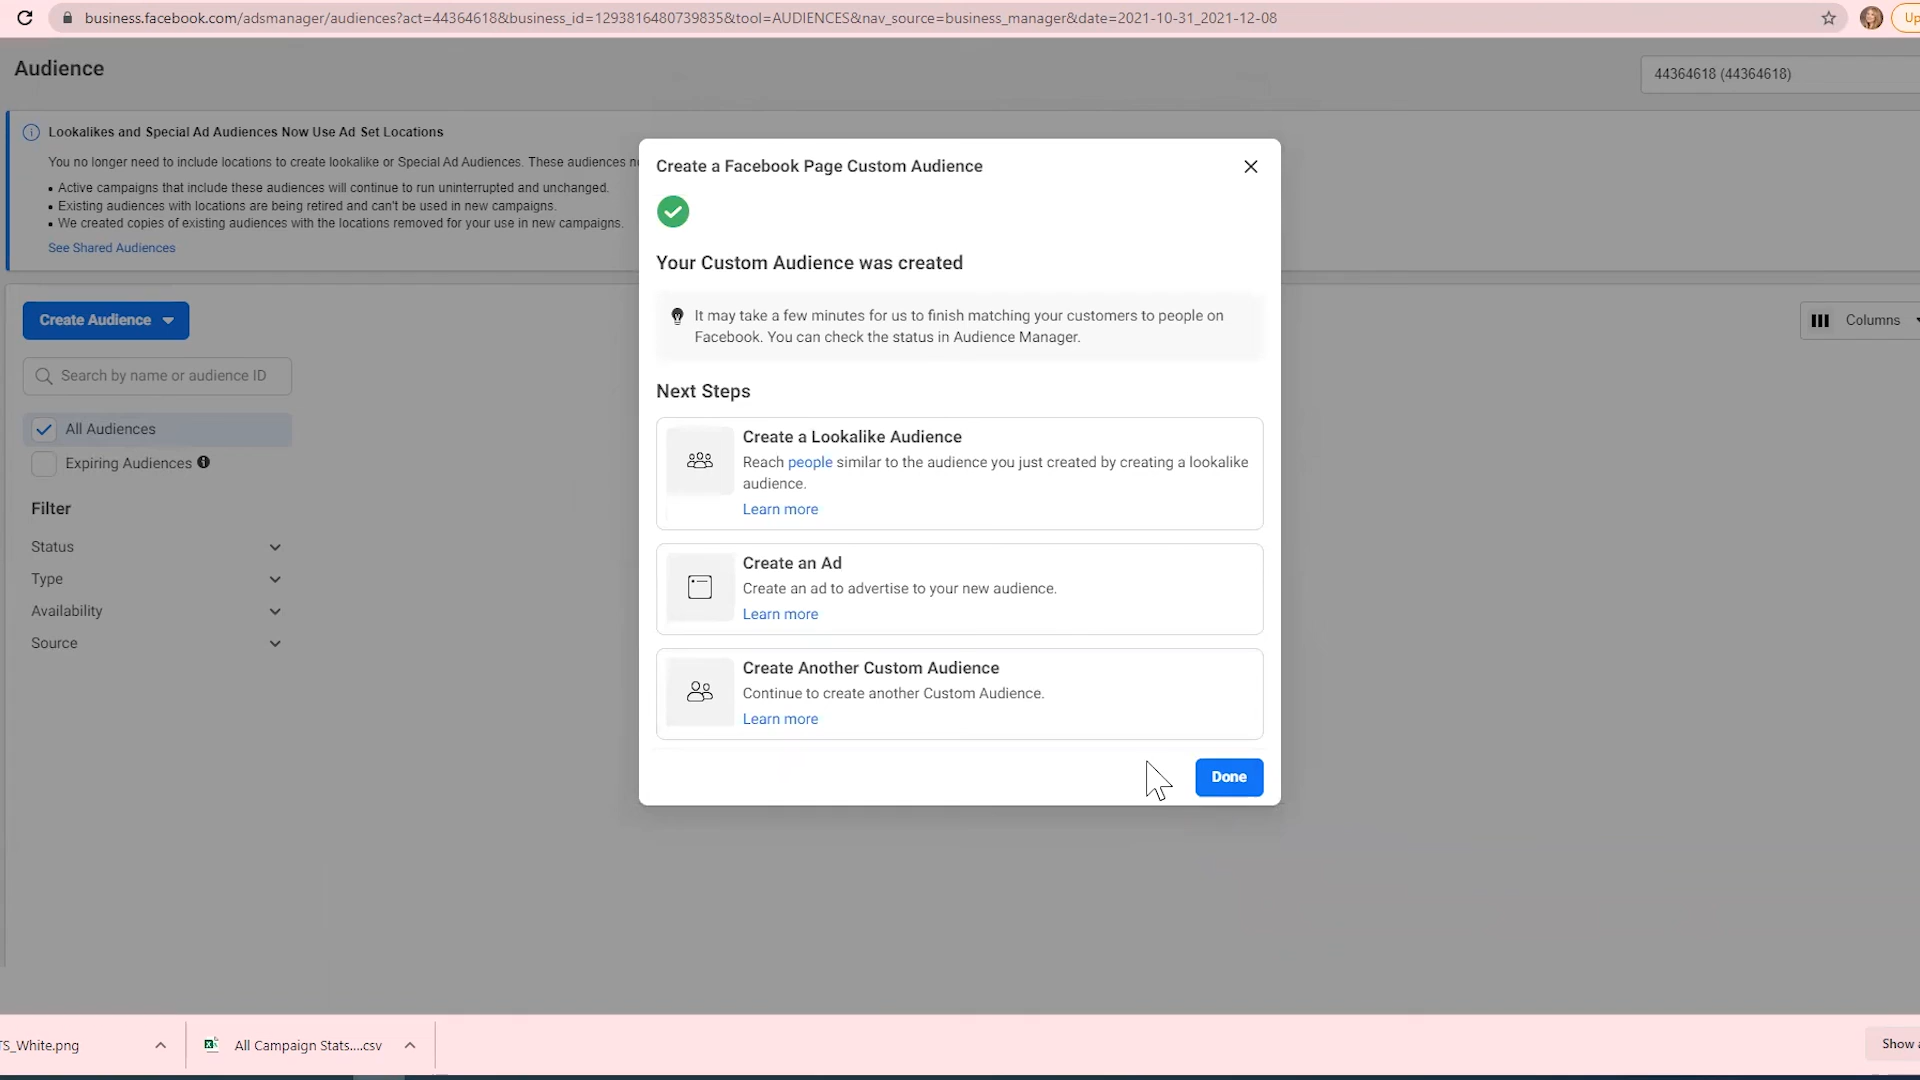 business.facebook.com/adsmanager/audiences?act=44364618&business_id=1293816480739835&tool=AUDIENCES&nav_source=business_manager&date=2021-10-31_2021-12-08
Up
Audience
44364618 (44364618)
Lookalikes and Special Ad Audiences Now Use Ad Set Locations
You no longer need to include locations to create lookalike or Special Ad Audiences. These audiences n
Active campaigns that include these audiences will continue to run uninterrupted and unchanged.
Existing audiences with locations are being retired and can't be used in new campaigns.
We created copies of existing audiences with the locations removed for your use in new campaigns.
See Shared Audiences
Create Audience
Search by name or audience ID
All Audiences
Expiring Audiences
Filter
Status
Type
Availability
Source
Columns
Create a Facebook Page Custom Audience
Your Custom Audience was created
It may take a few minutes for us to finish matching your customers to people on
Facebook. You can check the status in Audience Manager.
Next Steps
Create a Lookalike Audience
Reach people similar to the audience you just created by creating a lookalike
audience.
Learn more
Create an Ad
Create an ad to advertise to your new audience.
Learn more
Create Another Custom Audience
Continue to create another Custom Audience.
Learn more
Done
TS_White.png
All Campaign Stats....csv
Show a